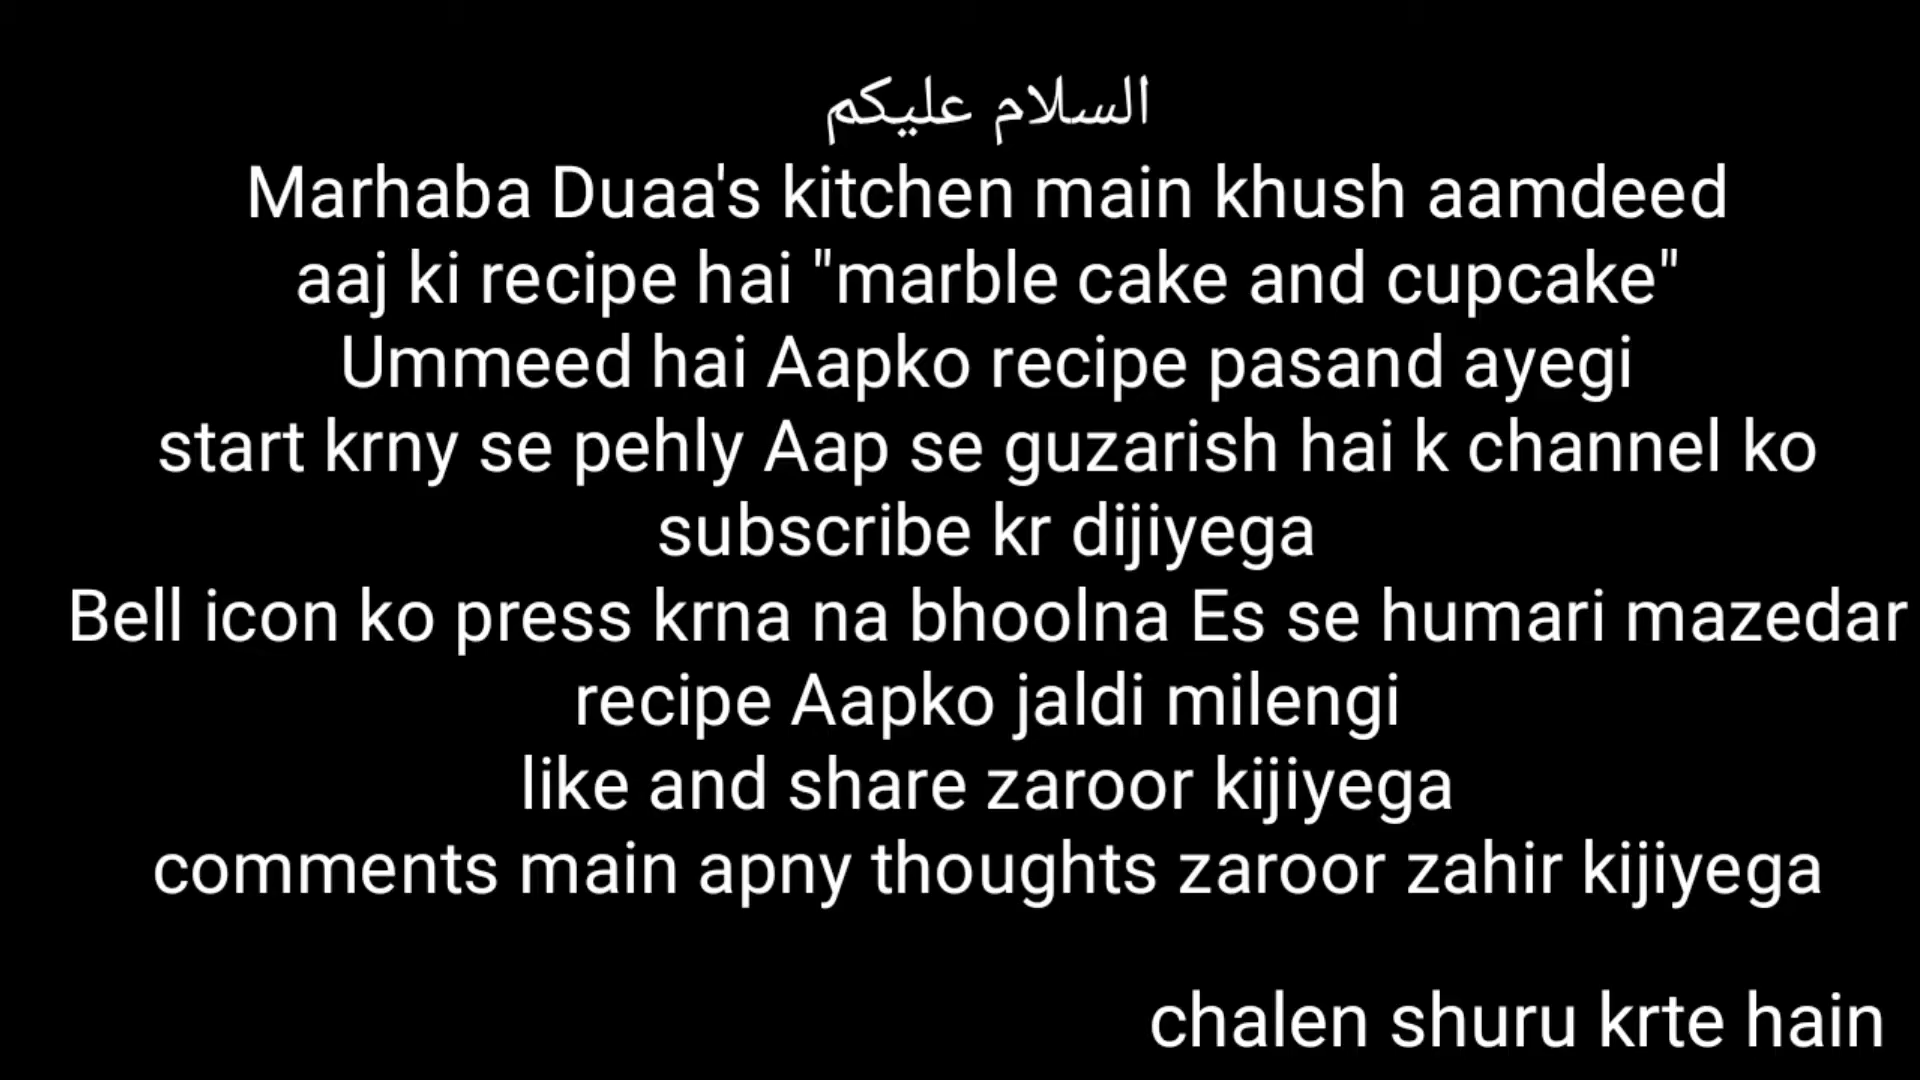 السلام عليكم
Marhaba Duaa's kitchen main khush aamdeed
aaj ki recipe hai "marble cake and cupcake"
Ummeed hai Aapko recipe pasand ayegi
start krny se pehly Aap se guzarish hai k channel ko
subscribe kr dijiyega
Bell icon ko press krna na bhoolna Es se humari mazedar
recipe Aapko jaldi milengi
like and share zaroor kijiyega
comments main apny thoughts zaroor zahir kijiyega
chalen shuru krte hain